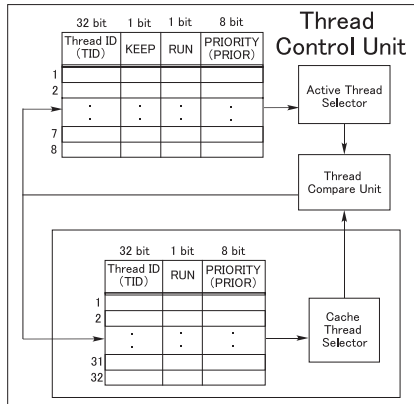 Thread
Control Unit
32 bit 1 bit 1 bit 8 bit
Thread ID
(TID)
KEEP
RUN
PRIORITY
(PRIOR)
1
2
: : : :
7
8
Active Thread
Selector
Thread
Compare Unit
32 bit 1 bit 8 bit
Thread ID
(TID)
RUN
PRIORITY
(PRIOR)
1
2
: : :
31
32
Cache
Thread
Selector